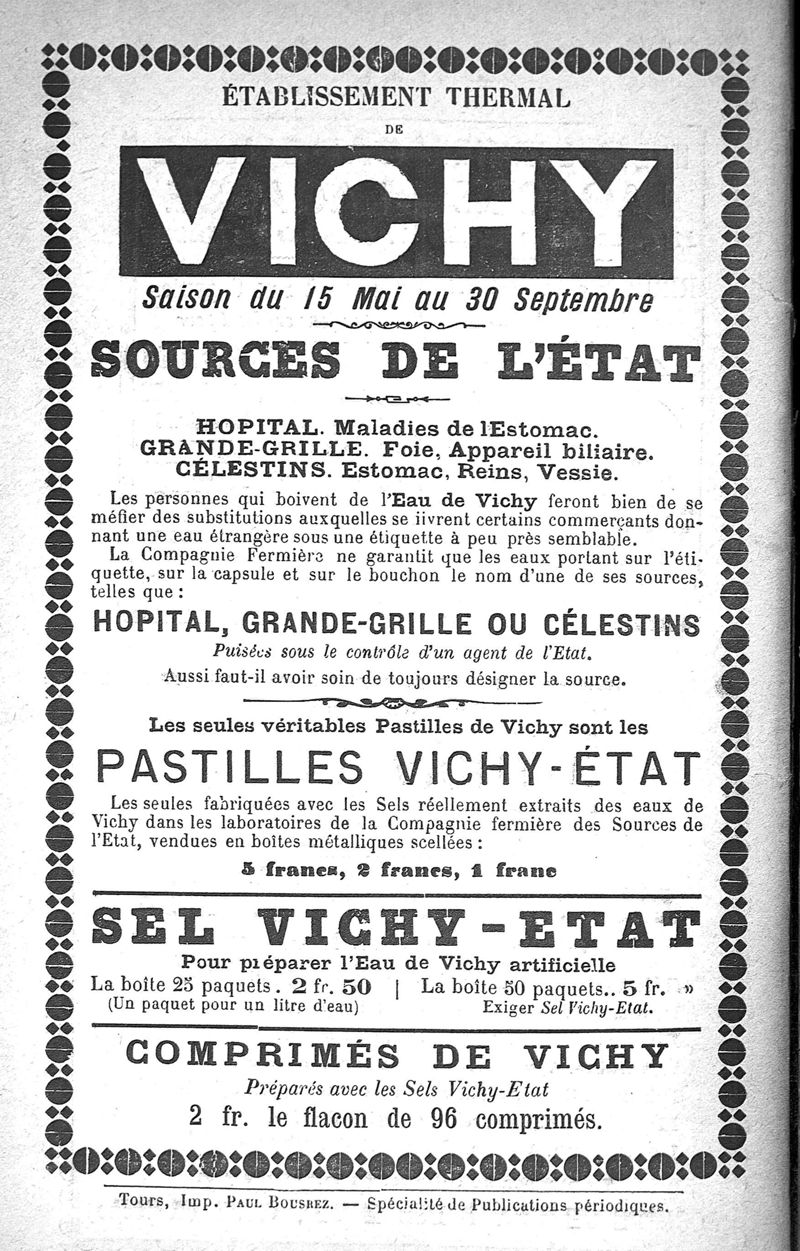 ÉTABLISSEMENT THERMAL
DE
VICHY
Saison du 15 Mai au 30 Septembre
SOURCES DE L'ÉTAT
HOPITAL. Maladies de lEstomac.
GRANDE-GRILLE. Foie, Appareil biliaire.
CÉLESTINS. Estomac, Reins, Vessie.
Les personnes qui boivent de l'Eau de Vichy feront bien de se
méfier des substitutions auxquelles se livrent certains commerçants don-
nant une eau étrangère sous une étiquette à peu près semblable.
La Compagnie Fermière ne garantit que les eaux portant sur l'éti-
quette, sur la capsule et sur le bouchon le nom d'une de ses sources,
telles que :
HOPITAL, GRANDE-GRILLE OU CÉLESTINS
Puisées sous le contrôle d'un agent de l'Etat.
Aussi faut-il avoir soin de toujours désigner la source.
Les seules véritables Pastilles de Vichy sont les
PASTILLES VICHY-ÉTAT
Les seules fabriquées avec les Sels réellement extraits des eaux de
Vichy dans les laboratoires de la Compagnie fermière des Sources de
l'Etat, vendues en boîtes métalliques scellées :
5 francs, 2 francs, 1 franc
SEL VICHY-ETAT
Pour préparer l'Eau de Vichy artificielle
La boîte 25 paquets . 2 fr. 50 | La boîte 50 paquets.. 5 fr. »
(Un paquet pour un litre d'eau) Exiger Sel Vichy-Etat.
COMPRIMÉS DE VICHY
Préparés avec les Sels Vichy-Etat
2 fr. le flacon de 96 comprimés.
Tours, Imp. PAUL BOUSREZ. — Spécialité de Publications périodiques.